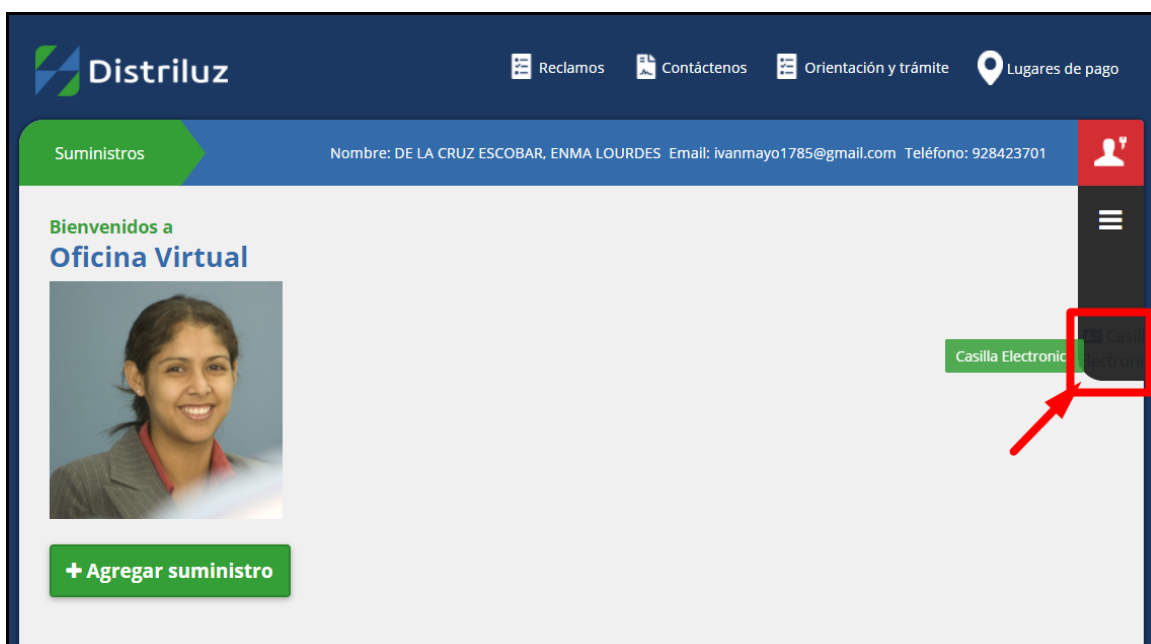 Distriluz
Reclamos
Contáctenos
Orientación y trámite
Lugares de pago
Suministros
Nombre: DE LA CRUZ ESCOBAR, ENMA LOURDES Email: ivanmayo1785@gmail.com Teléfono: 928423701
Bienvenidos a
Oficina Virtual
Casilla Electronic
+ Agregar suministro